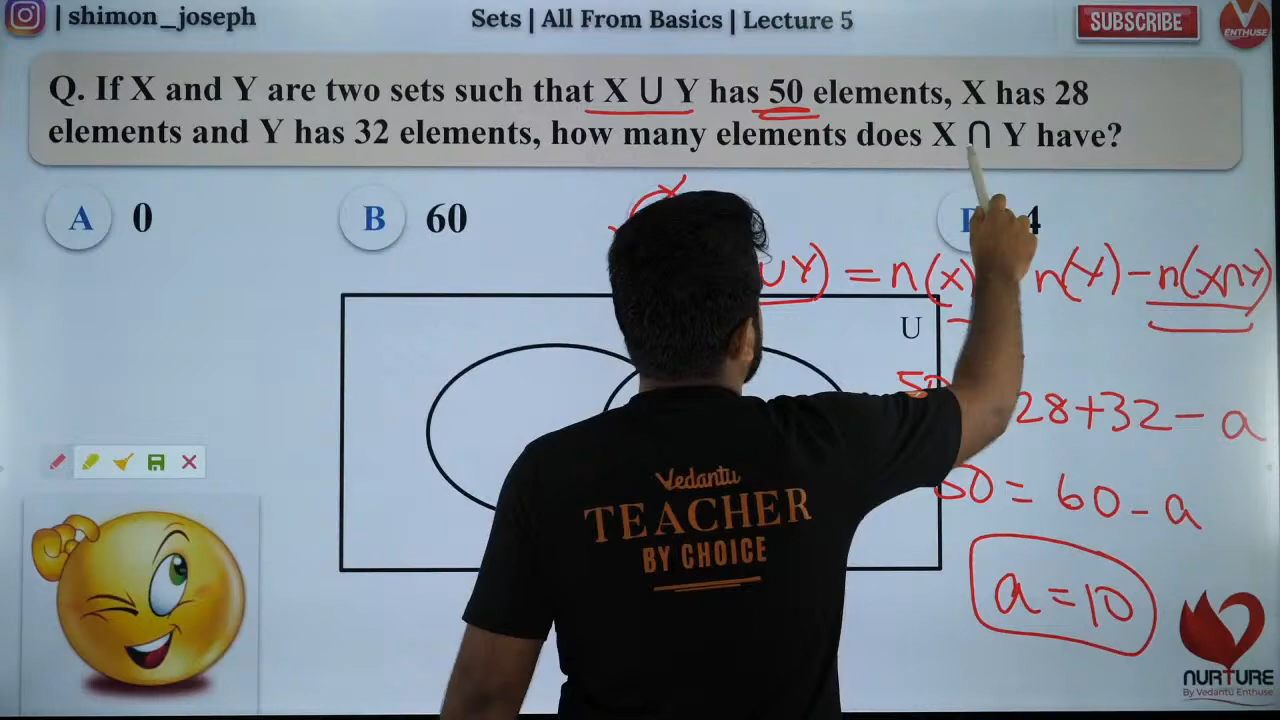 | shimon_joseph
Sets | All From Basics | Lecture 5
SUBSCRIBE
V
ENTHUSE
Q. If X and Y are two sets such that X ∪ Y has 50 elements, X has 28
elements and Y has 32 elements, how many elements does X ∩ Y have?
A 0
B 60
4
∪Y) = n(X) n(Y) - n(X∩Y)
U
50 28+32 - a
50 = 60 - a
a = 10
Vedantu
TEACHER
BY CHOICE
NURTURE
By Vedantu Enthuse